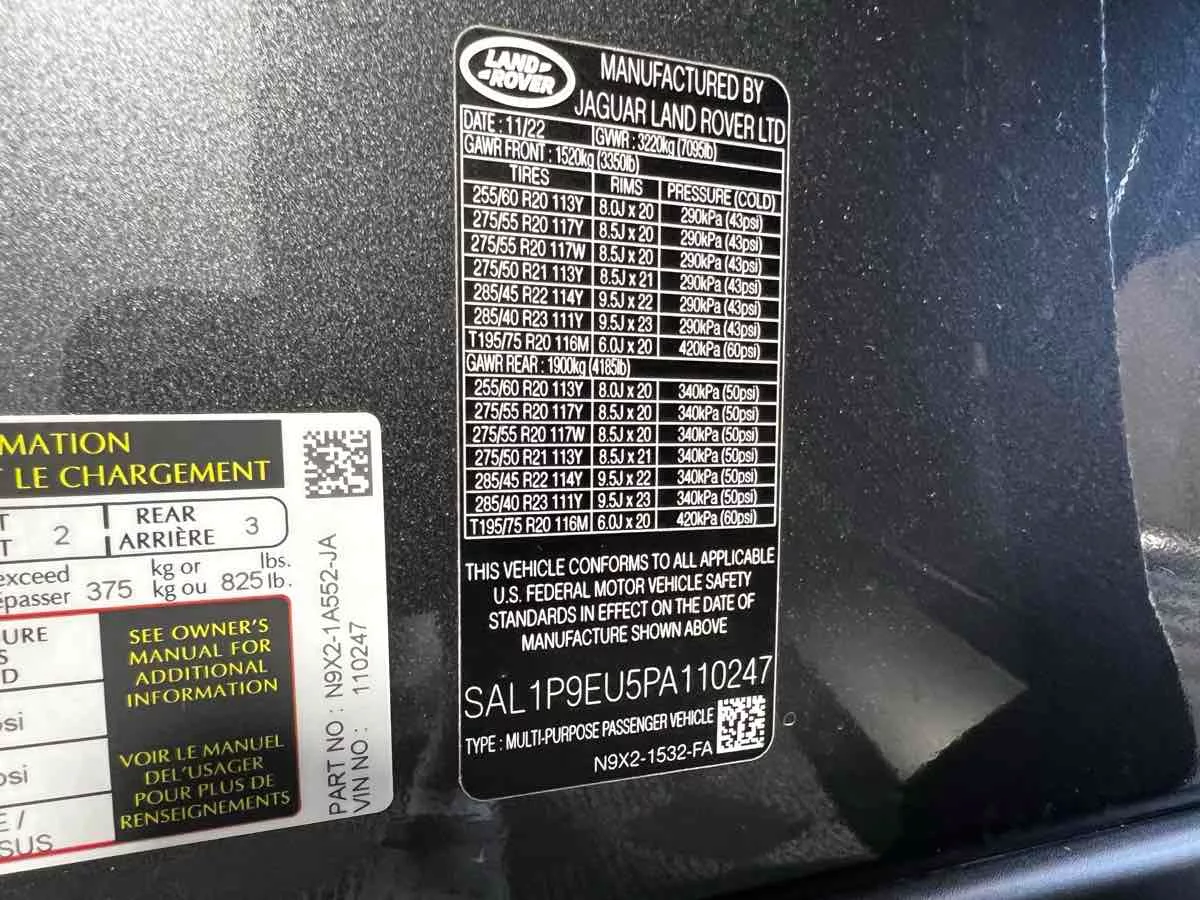 LAND ROVER
MANUFACTURED BY
JAGUAR LAND ROVER LTD
DATE : 11/22 GVWR : 3220kg (7095lb)
GAWR FRONT : 1520kg (3350lb)
TIRES RIMS PRESSURE (COLD)
255/60 R20 113Y 8.0J x 20 290kPa (43psi)
275/55 R20 117Y 8.5J x 20 290kPa (43psi)
275/55 R20 117W 8.5J x 20 290kPa (43psi)
275/50 R21 113Y 8.5J x 21 290kPa (43psi)
285/45 R22 114Y 9.5J x 22 290kPa (43psi)
285/40 R23 111Y 9.5J x 23 290kPa (43psi)
T195/75 R20 116M 6.0J x 20 420kPa (60psi)
GAWR REAR : 1900kg (4185lb)
255/60 R20 113Y 8.0J x 20 340kPa (50psi)
275/55 R20 117Y 8.5J x 20 340kPa (50psi)
275/55 R20 117W 8.5J x 20 340kPa (50psi)
275/50 R21 113Y 8.5J x 21 340kPa (50psi)
285/45 R22 114Y 9.5J x 22 340kPa (50psi)
285/40 R23 111Y 9.5J x 23 340kPa (50psi)
T195/75 R20 116M 6.0J x 20 420kPa (60psi)
THIS VEHICLE CONFORMS TO ALL APPLICABLE
U.S. FEDERAL MOTOR VEHICLE SAFETY
STANDARDS IN EFFECT ON THE DATE OF
MANUFACTURE SHOWN ABOVE
SAL1P9EU5PA110247
TYPE : MULTI-PURPOSE PASSENGER VEHICLE
N9X2-1532-FA
MATION
T LE CHARGEMENT
T 2 REAR 3
T ARRIÈRE
exceed 375 kg or 825 lbs.
épasser kg ou lb.
URE
S
D
SEE OWNER'S
MANUAL FOR
ADDITIONAL
INFORMATION
si
VOIR LE MANUEL
DEL'USAGER
POUR PLUS DE
RENSEIGNEMENTS
osi
E /
SUS
PART NO : N9X2-1A552-JA
VIN NO: 110247